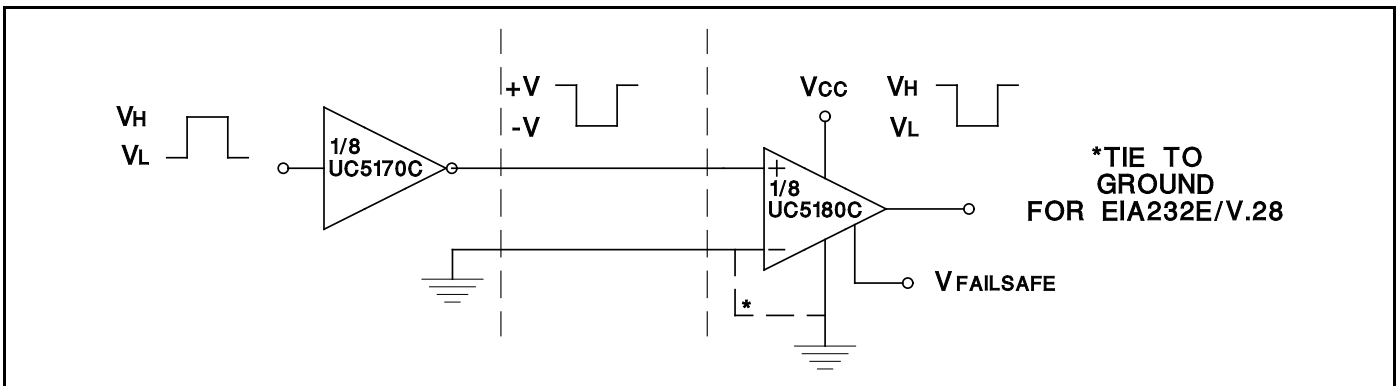 VH
VL
1/8
UC5170C
+V
-V
VCC
VH
VL
+
1/8
UC5180C
−
*
VFAILSAFE
*TIE TO
GROUND
FOR EIA232E/V.28